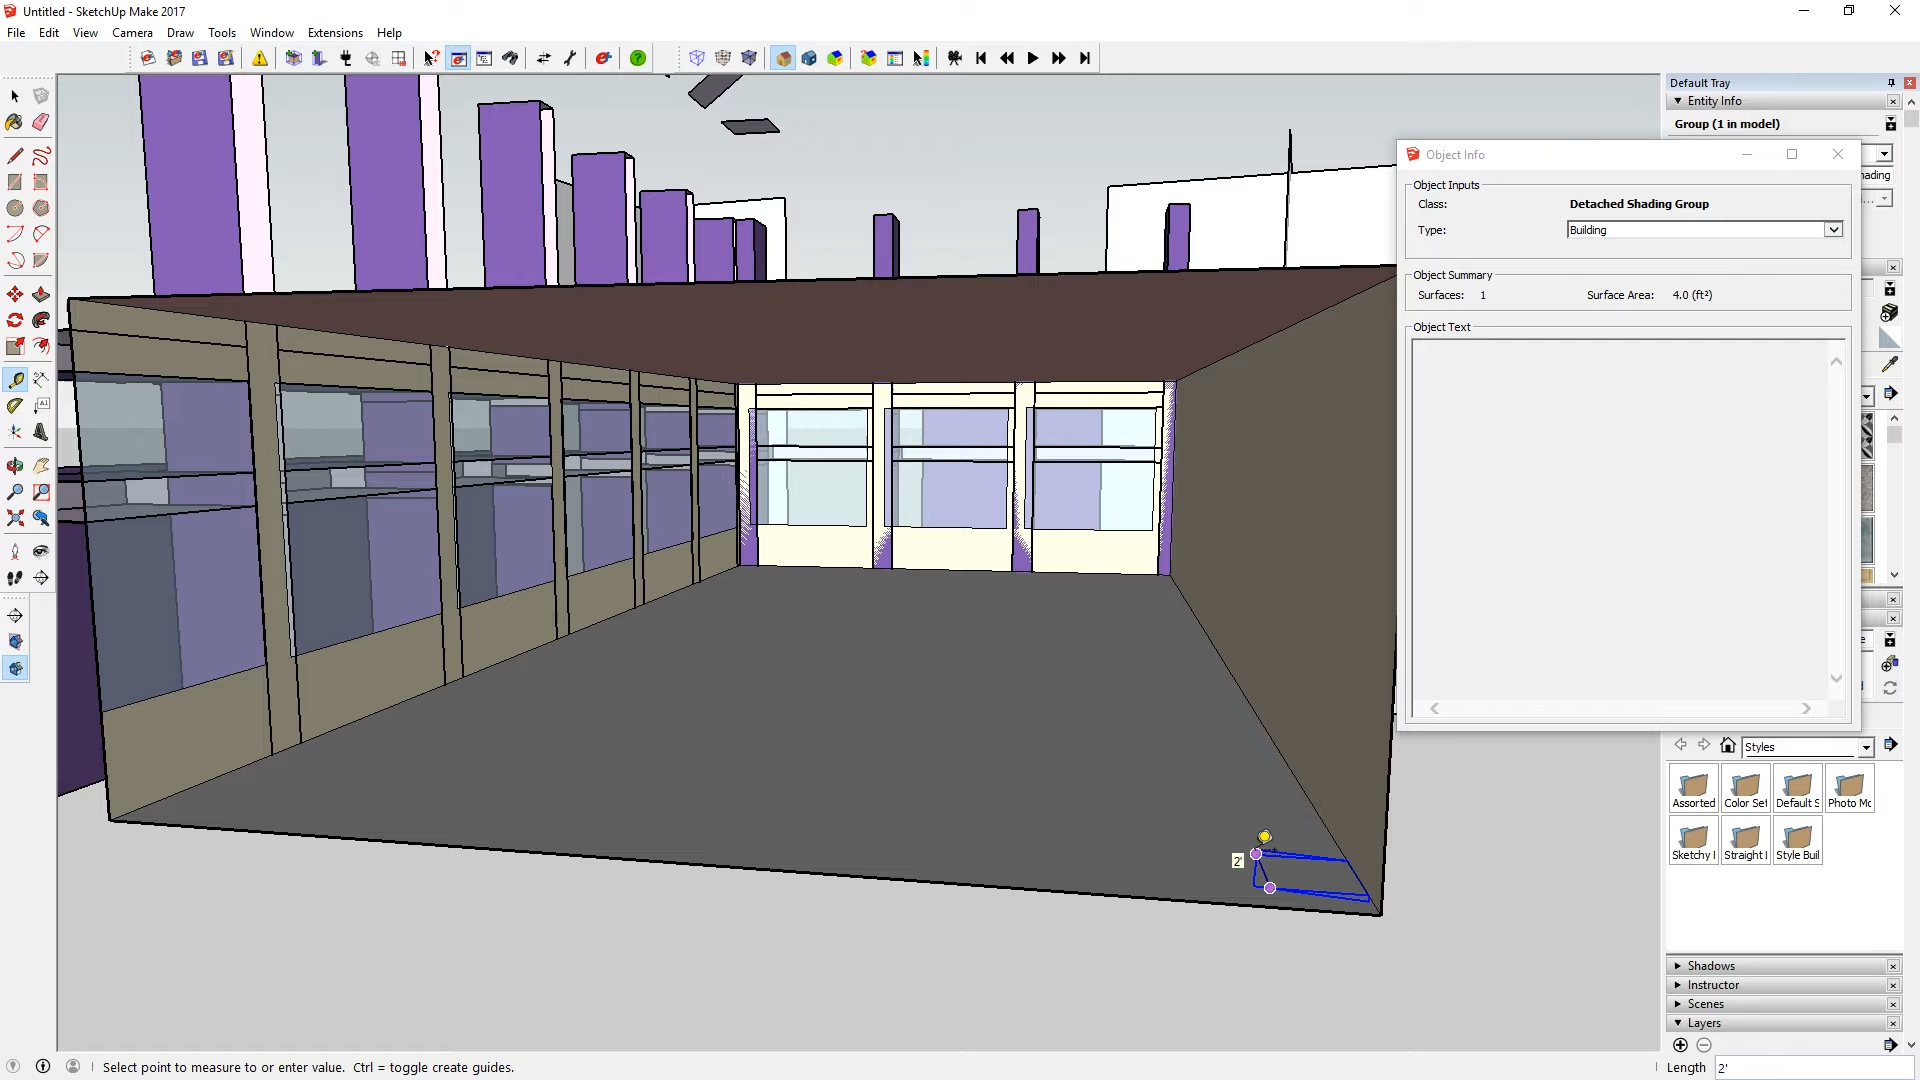 Untitled - SketchUp Make 2017
File Edit View Camera Draw Tools Window Extensions Help
Default Tray
Entity Info
Group (1 in model)
Object Info
Object Inputs
Class: Detached Shading Group
Type: Building
Object Summary
Surfaces: 1 Surface Area: 4.0 (ft²)
Object Text
2'
Styles
Assorted Color Set Default S Photo Mo
Sketchy I Straight I Style Buil
Shadows
Instructor
Scenes
Layers
Select point to measure to or enter value. Ctrl = toggle create guides.
Length 2'